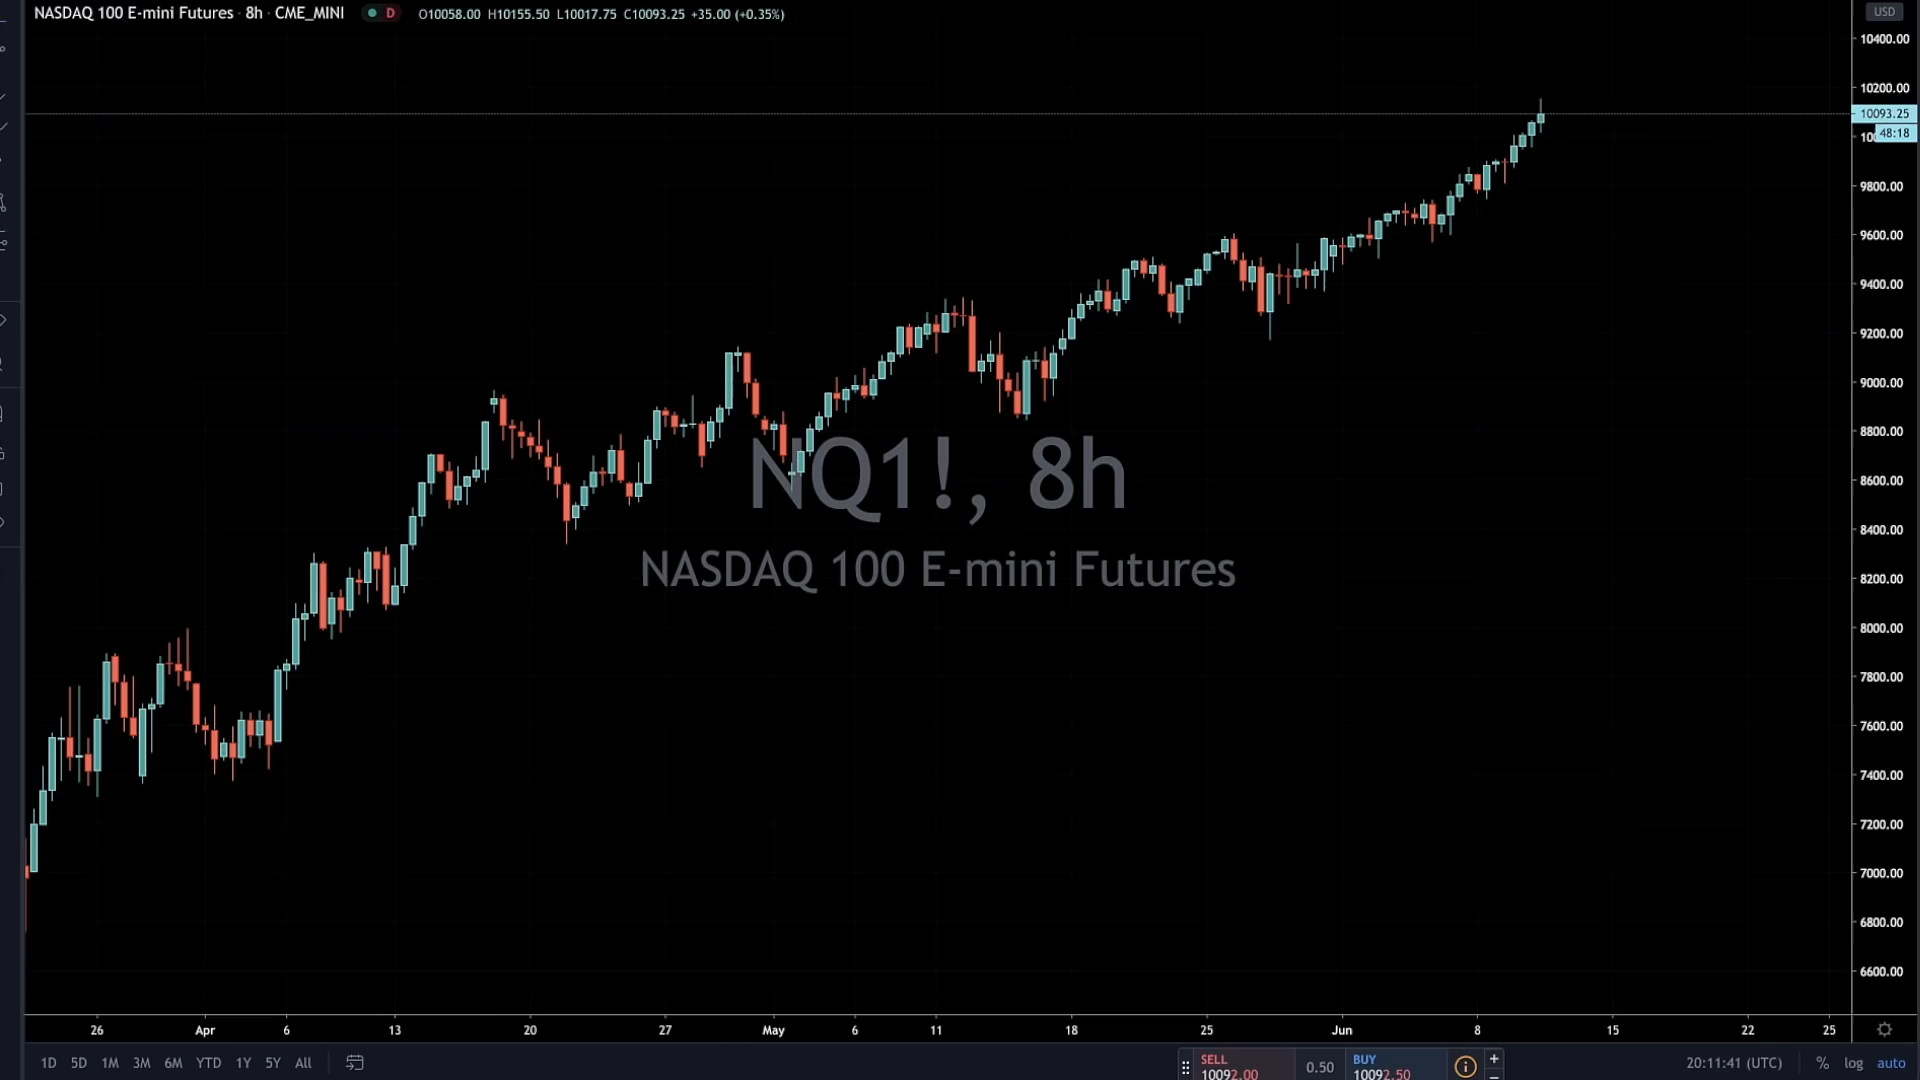 NASDAQ 100 E-mini Futures · 8h · CME_MINI D O10058.00 H10155.50 L10017.75 C10093.25 +35.00 (+0.35%)
USD
10400.00
10200.00
10093.25
48:18
9800.00
9600.00
9400.00
9200.00
9000.00
8800.00
8600.00
8400.00
8200.00
8000.00
7800.00
7600.00
7400.00
7200.00
7000.00
6800.00
6600.00
NQ1!, 8h
NASDAQ 100 E-mini Futures
26 Apr 6 13 20 27 May 6 11 18 25 Jun 8 15 22 25
1D 5D 1M 3M 6M YTD 1Y 5Y All
SELL
10092.00
0.50
BUY
10092.50
20:11:41 (UTC) % log auto